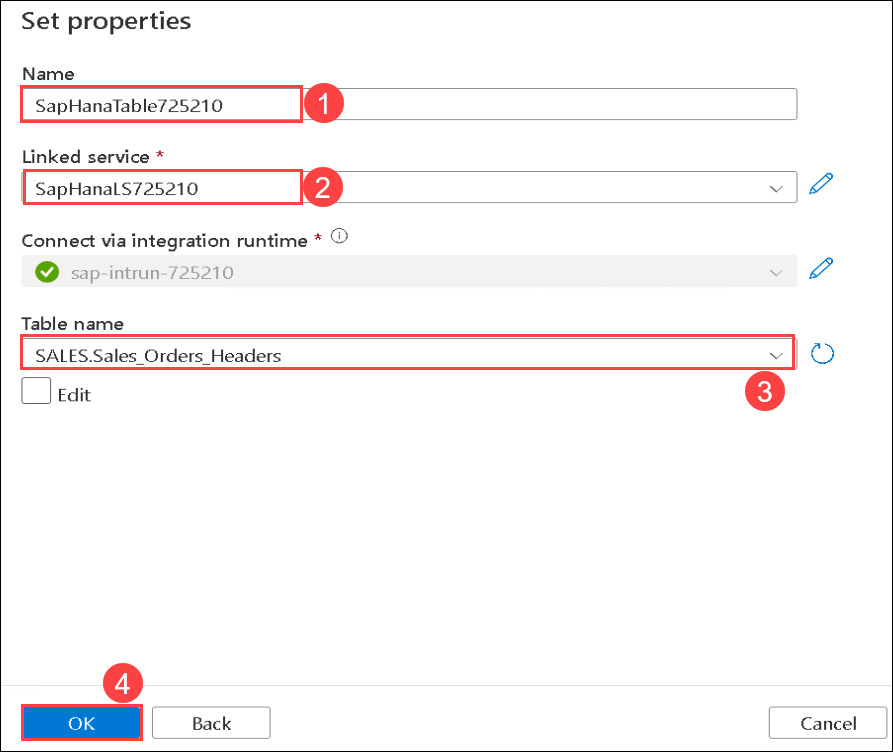 Set properties
Name
SapHanaTable725210
1
Linked service *
SapHanaLS725210
2
Connect via integration runtime *
sap-intrun-725210
Table name
SALES.Sales_Orders_Headers
3
Edit
4
OK Back Cancel